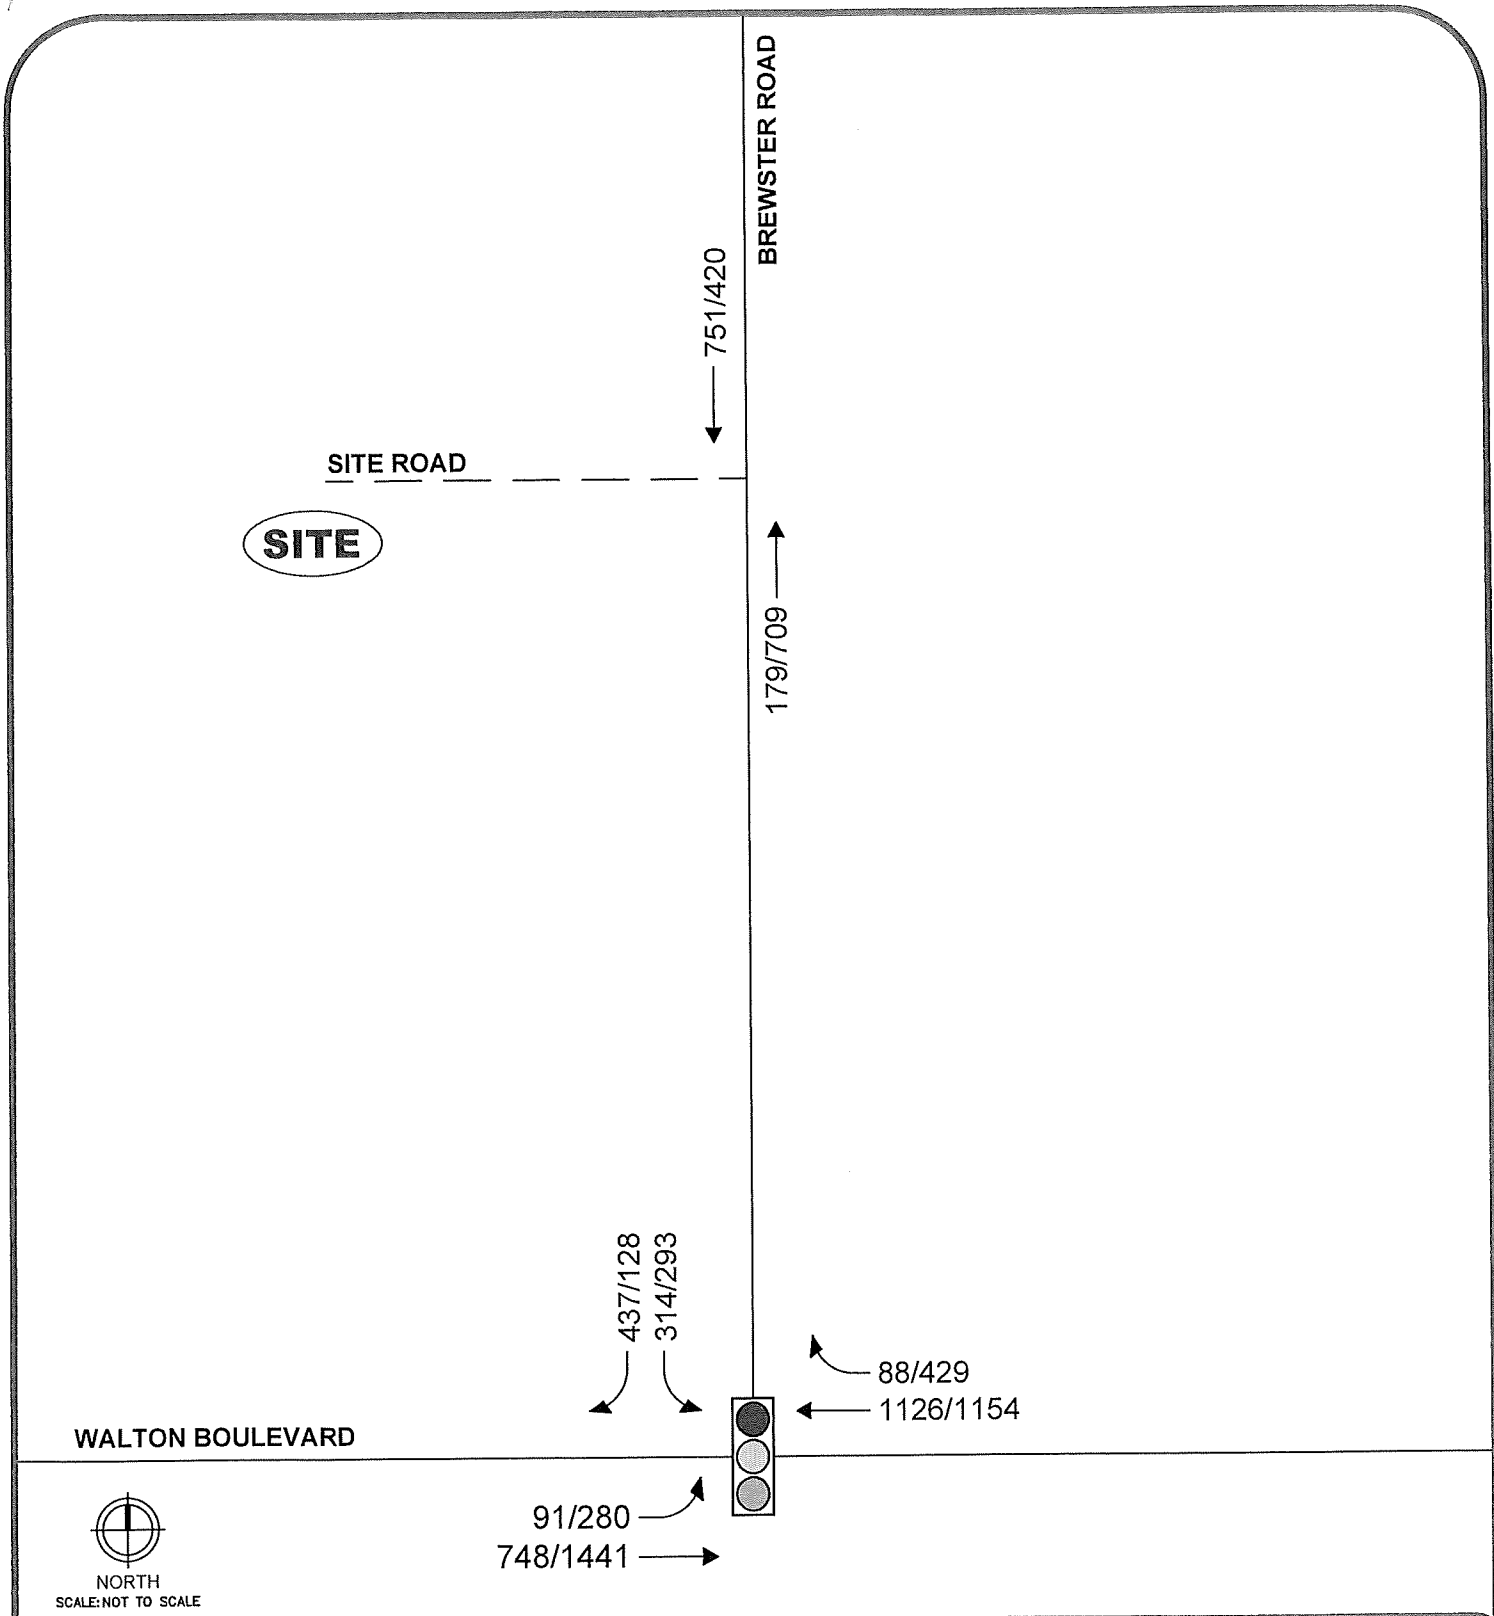 BREWSTER ROAD
751/420
SITE ROAD
SITE
179/709
437/128
314/293
88/429
1126/1154
WALTON BOULEVARD
91/280
748/1441
NORTH
SCALE:NOT TO SCALE